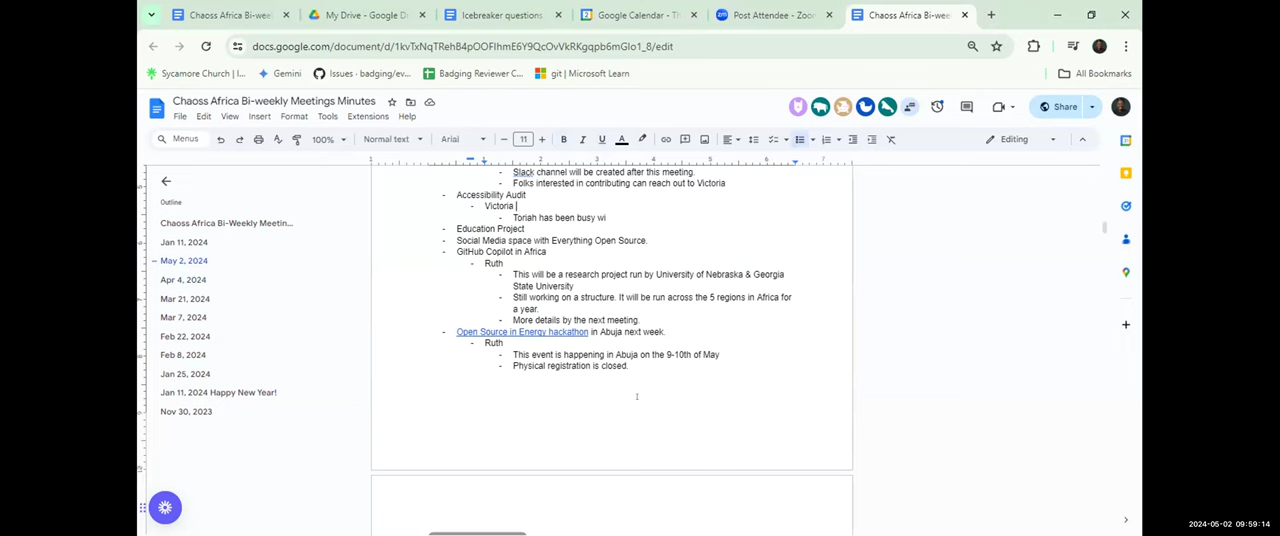 Chaoss Africa Bi-wee
My Drive - Google D
Icebreaker questions
Google Calendar - Th
Post Attendee - Zoo
Chaoss Africa Bi-wee
docs.google.com/document/d/1kvTxNqTRehB4pOOFlhmE6Y9QcOvVkRKgqpb6mGlo1_8/edit
Sycamore Church | I...
Gemini
Issues · badging/ev...
Badging Reviewer C...
git | Microsoft Learn
All Bookmarks
Chaoss Africa Bi-weekly Meetings Minutes
File Edit View Insert Format Tools Extensions Help
Share
Menus
100%
Normal text
Arial
11
Editing
1 2 3 4 5 6 7
Outline
Chaoss Africa Bi-Weekly Meetin...
Jan 11, 2024
May 2, 2024
Apr 4, 2024
Mar 21, 2024
Mar 7, 2024
Feb 22, 2024
Feb 8, 2024
Jan 25, 2024
Jan 11, 2024 Happy New Year!
Nov 30, 2023
- Slack channel will be created after this meeting.
- Folks interested in contributing can reach out to Victoria
- Accessibility Audit
- Victoria
- Toriah has been busy wi
- Education Project
- Social Media space with Everything Open Source.
- GitHub Copilot in Africa
- Ruth
- This will be a research project run by University of Nebraska & Georgia
State University
- Still working on a structure. It will be run across the 5 regions in Africa for
a year.
- More details by the next meeting.
- Open Source in Energy hackathon in Abuja next week.
- Ruth
- This event is happening in Abuja on the 9-10th of May
- Physical registration is closed.
2024-05-02 09:59:14